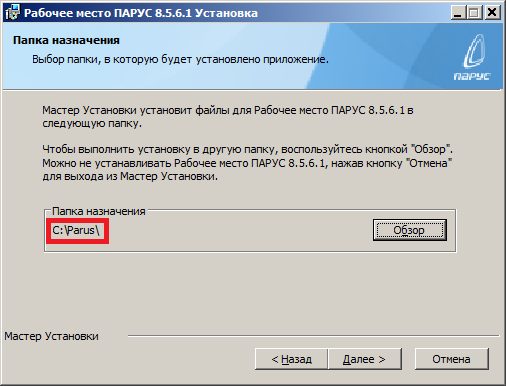 Рабочее место ПАРУС 8.5.6.1 Установка
Папка назначения
Выбор папки, в которую будет установлено приложение.
ПАРУС
Мастер Установки установит файлы для Рабочее место ПАРУС 8.5.6.1 в
следующую папку.
Чтобы выполнить установку в другую папку, воспользуйтесь кнопкой "Обзор".
Можно не устанавливать Рабочее место ПАРУС 8.5.6.1, нажав кнопку "Отмена"
для выхода из Мастер Установки.
Папка назначения
C:\Parus\
Обзор
Мастер Установки
< Назад
Далее >
Отмена